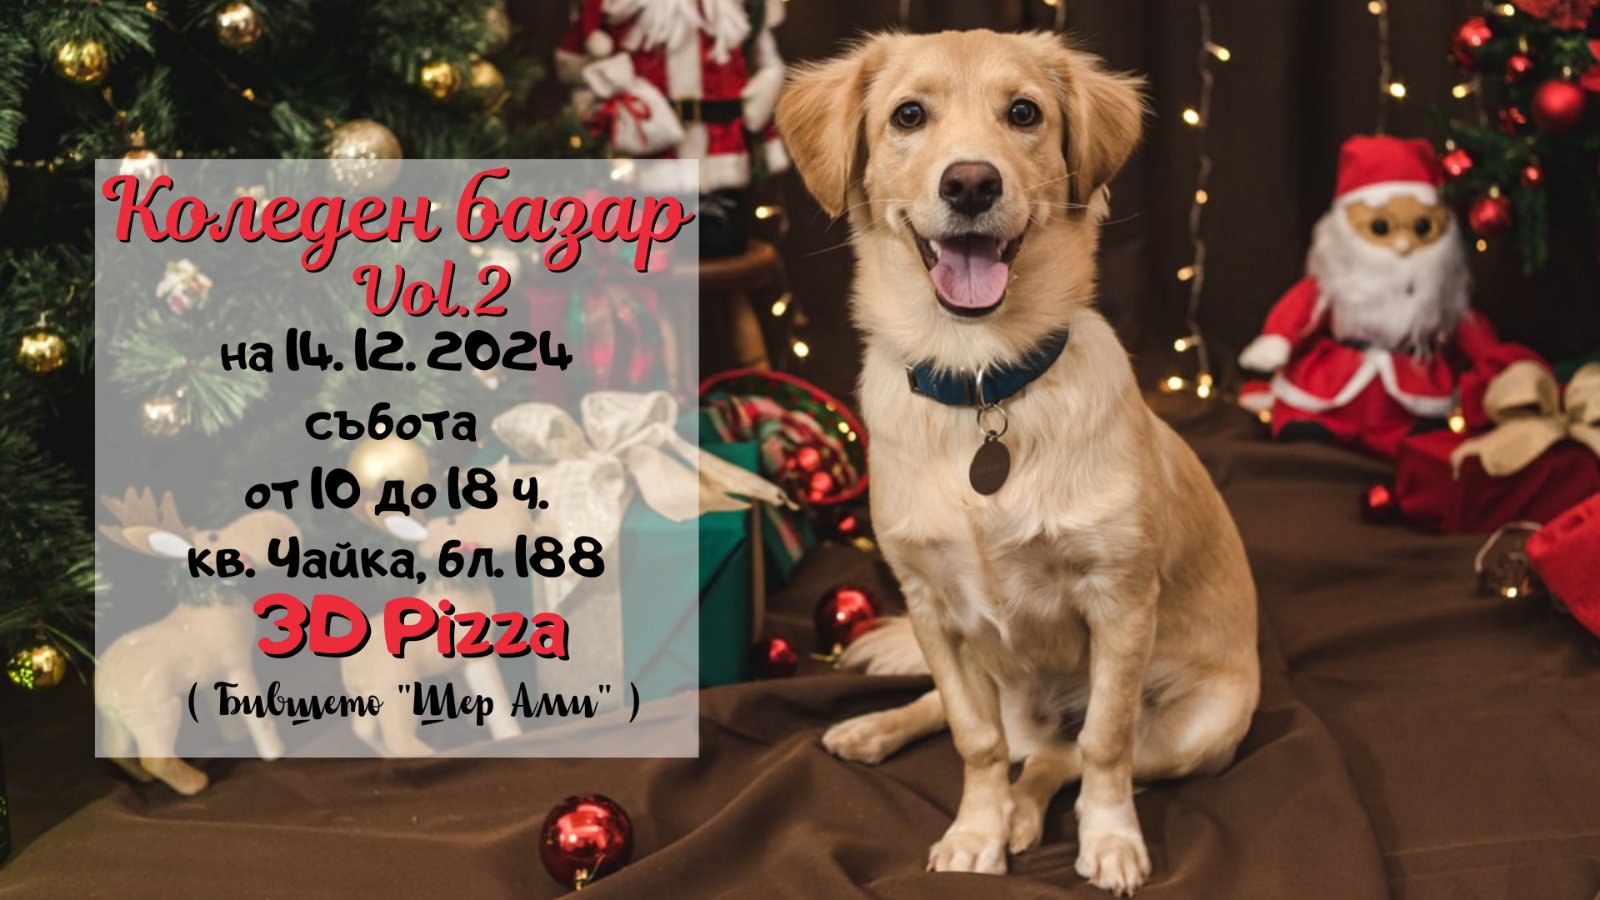 Коледен базар
Vol.2
на 14. 12. 2024
събота
от 10 до 18 ч.
кв. Чайка, бл. 188
3D Pizza
( Бившето "Шер Ами" )